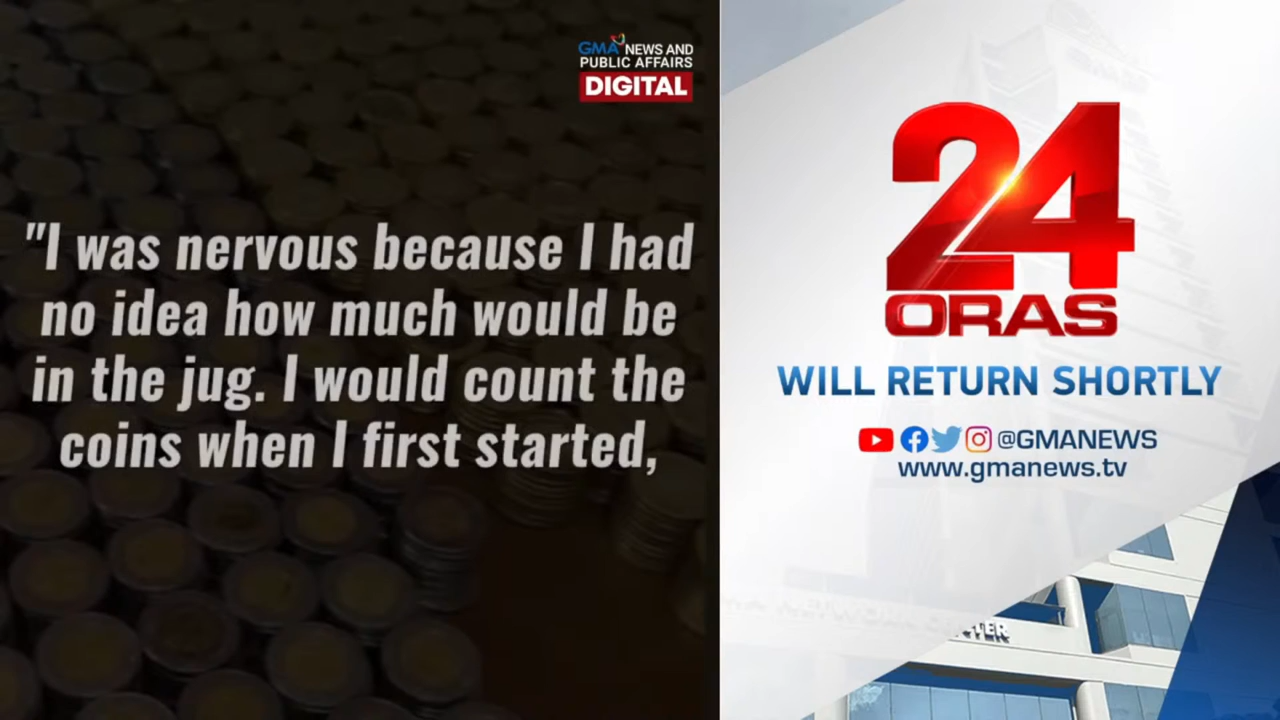 GMA NEWS AND
PUBLIC AFFAIRS
DIGITAL
"I was nervous because I had
no idea how much would be
in the jug. I would count the
coins when I first started,
24
ORAS
WILL RETURN SHORTLY
@GMANEWS
www.gmanews.tv